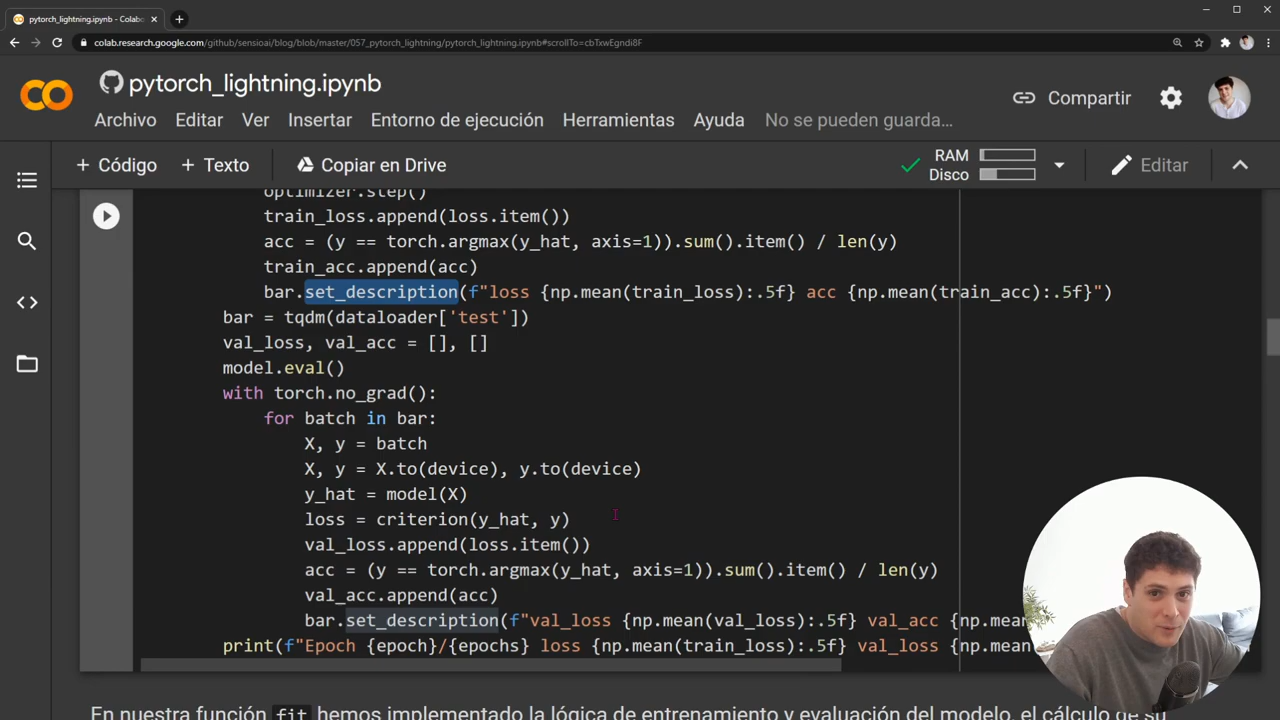 pytorch_lightning.ipynb - Colabo
colab.research.google.com/github/sensioai/blog/blob/master/057_pytorch_lightning/pytorch_lightning.ipynb#scrollTo=cbTxwEgndi8F
pytorch_lightning.ipynb
Archivo Editar Ver Insertar Entorno de ejecución Herramientas Ayuda No se pueden guarda...
Compartir
+ Código + Texto Copiar en Drive
RAM
Disco
Editar
optimizer.step()
train_loss.append(loss.item())
acc = (y == torch.argmax(y_hat, axis=1)).sum().item() / len(y)
train_acc.append(acc)
bar.set_description(f"loss {np.mean(train_loss):.5f} acc {np.mean(train_acc):.5f}")
bar = tqdm(dataloader['test'])
val_loss, val_acc = [], []
model.eval()
with torch.no_grad():
for batch in bar:
X, y = batch
X, y = X.to(device), y.to(device)
y_hat = model(X)
loss = criterion(y_hat, y)
val_loss.append(loss.item())
acc = (y == torch.argmax(y_hat, axis=1)).sum().item() / len(y)
val_acc.append(acc)
bar.set_description(f"val_loss {np.mean(val_loss):.5f} val_acc {np.
print(f"Epoch {epoch}/{epochs} loss {np.mean(train_loss):.5f} val_loss {np.
En nuestra función fit hemos implementado la lógica de entrenamiento y evaluación del modelo, el cálculo de su